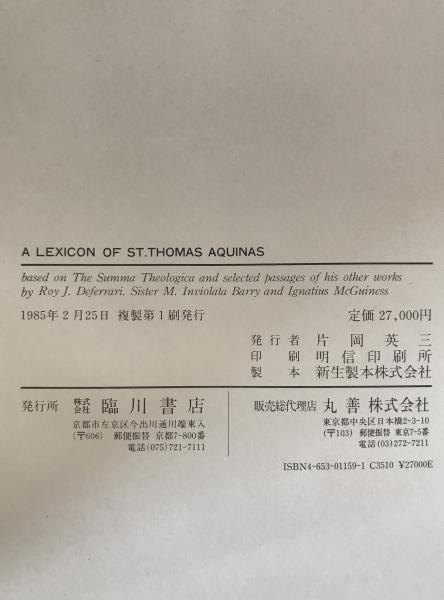 A LEXICON OF ST.THOMAS AQUINAS
based on The Summa Theologica and selected passages of his other works
by Roy J. Deferrari. Sister M. Inviolata Barry and Ignatius McGuiness
1985年2月25日 複製第1刷発行 定価 27,000円
発行者 片岡英三
印刷 明信印刷所
製本 新生製本株式会社
発行所 株式会社 臨川書店
京都市左京区今出川通川端東入
(〒606) 郵便振替 京都7-800番
電話(075)721-7111
販売総代理店 丸善株式会社
東京都中央区日本橋2-3-10
(〒103) 郵便振替 東京7-5番
電話(03)272-7211
ISBN4-653-01159-1 C3510 ¥27000E